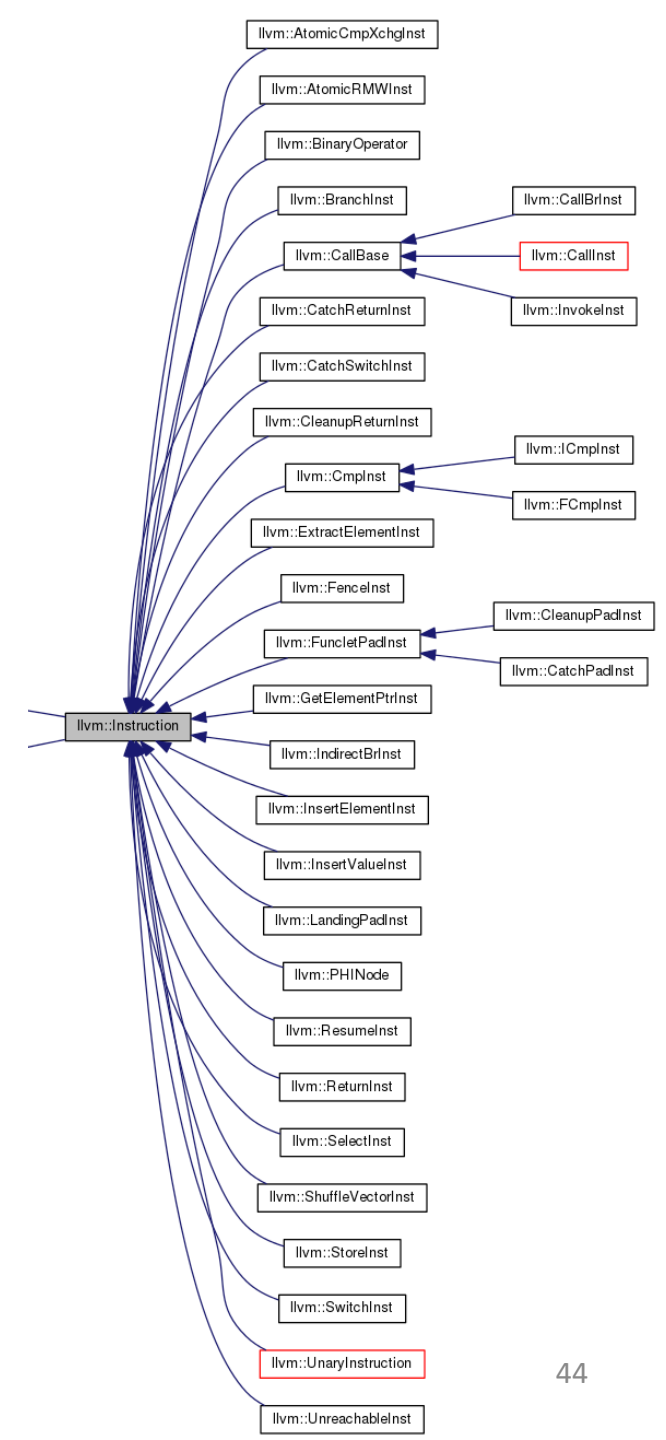 llvm::AtomicCmpXchgInst
llvm::AtomicRMWInst
llvm::BinaryOperator
llvm::BranchInst
llvm::CallBrInst
llvm::CallBase
llvm::CallInst
llvm::InvokeInst
llvm::CatchReturnInst
llvm::CatchSwitchInst
llvm::CleanupReturnInst
llvm::ICmpInst
llvm::CmpInst
llvm::FCmpInst
llvm::ExtractElementInst
llvm::FenceInst
llvm::CleanupPadInst
llvm::FuncletPadInst
llvm::CatchPadInst
llvm::GetElementPtrInst
llvm::Instruction
llvm::IndirectBrInst
llvm::InsertElementInst
llvm::InsertValueInst
llvm::LandingPadInst
llvm::PHINode
llvm::ResumeInst
llvm::ReturnInst
llvm::SelectInst
llvm::ShuffleVectorInst
llvm::StoreInst
llvm::SwitchInst
llvm::UnaryInstruction
44
llvm::UnreachableInst